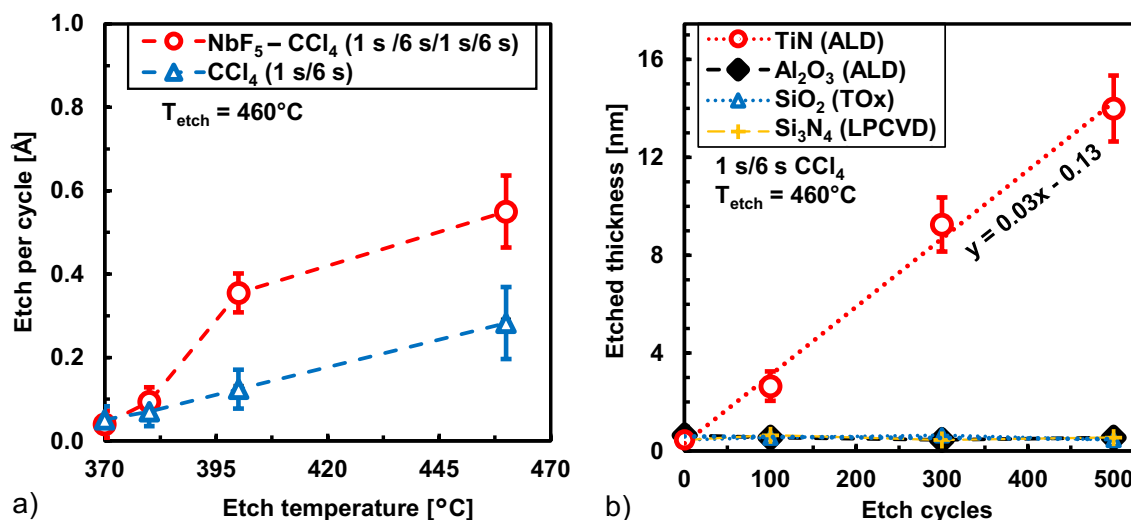 NbF₅ – CCl₄ (1 s /6 s/1 s/6 s)
CCl₄ (1 s/6 s)
T_etch = 460°C
Etch per cycle [Å]
1.0
0.8
0.6
0.4
0.2
0.0
370
395
420
445
470
Etch temperature [°C]
a)
TiN (ALD)
Al₂O₃ (ALD)
SiO₂ (TOx)
Si₃N₄ (LPCVD)
1 s/6 s CCl₄
T_etch = 460°C
y = 0.03x - 0.13
Etched thickness [nm]
16
12
8
4
0
0
100
200
300
400
500
Etch cycles
b)